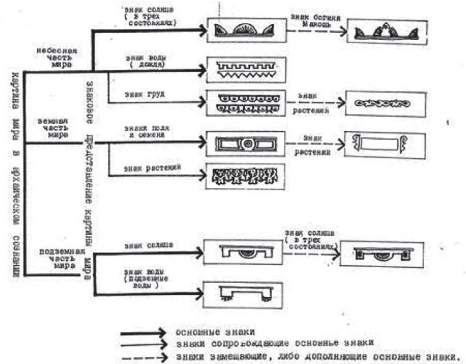 знак солнца
( в трех
состояниях)
знак богини
Макошь
небесная
часть
мира
знак воды
( дождя)
знак груд
знак
растений
земная
часть
мира
знаки поля
и семени
знак
растений
знак растений
картина мира в архаическом сознании
знаковое представление картины мира
подземная
часть
мира
знак солнца
знак солнца
( в трех
состояниях)
знак воды
(подземные
воды )
основные знаки
знаки сопровождающие основные знаки
знаки замещающие, либо дополняющие основные знаки.